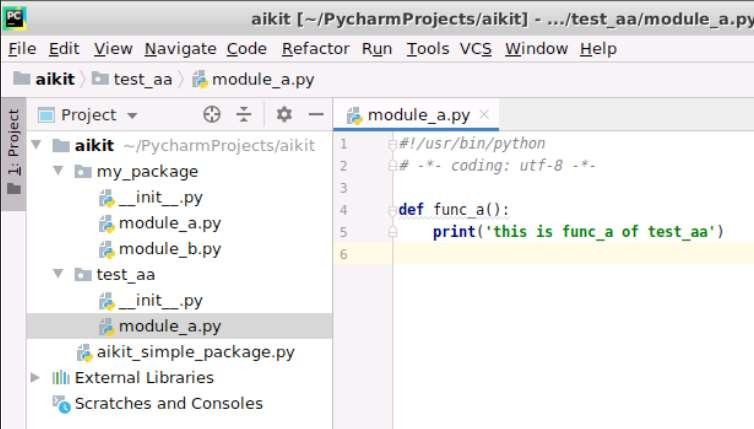 PC
aikit [~/PycharmProjects/aikit] - .../test_aa/module_a.py
File Edit View Navigate Code Refactor Run Tools VCS Window Help
aikit test_aa module_a.py
1: Project
Project
module_a.py
aikit ~/PycharmProjects/aikit
my_package
__init__.py
module_a.py
module_b.py
test_aa
__init__.py
module_a.py
aikit_simple_package.py
External Libraries
Scratches and Consoles
1 #!/usr/bin/python
2 # -*- coding: utf-8 -*-
3
4 def func_a():
5 print('this is func_a of test_aa')
6